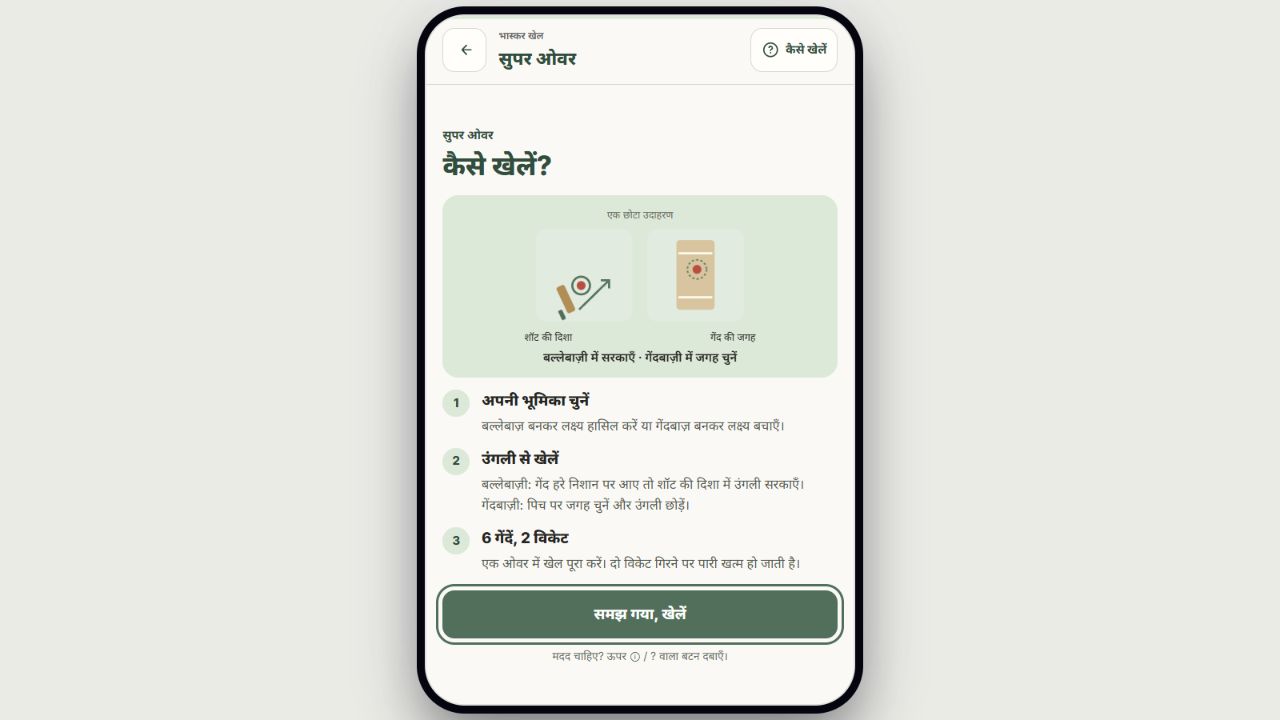 भास्कर खेल
सुपर ओवर
कैसे खेलें
सुपर ओवर
कैसे खेलें?
एक छोटा उदाहरण
शॉट की दिशा
गेंद की जगह
बल्लेबाज़ी में सरकाएँ · गेंदबाज़ी में जगह चुनें
1
अपनी भूमिका चुनें
बल्लेबाज़ बनकर लक्ष्य हासिल करें या गेंदबाज़ बनकर लक्ष्य बचाएँ।
2
उंगली से खेलें
बल्लेबाज़ी: गेंद हरे निशान पर आए तो शॉट की दिशा में उंगली सरकाएँ।
गेंदबाज़ी: पिच पर जगह चुनें और उंगली छोड़ें।
3
6 गेंदें, 2 विकेट
एक ओवर में खेल पूरा करें। दो विकेट गिरने पर पारी खत्म हो जाती है।
समझ गया, खेलें
मदद चाहिए? ऊपर ⓘ / ? वाला बटन दबाएँ।